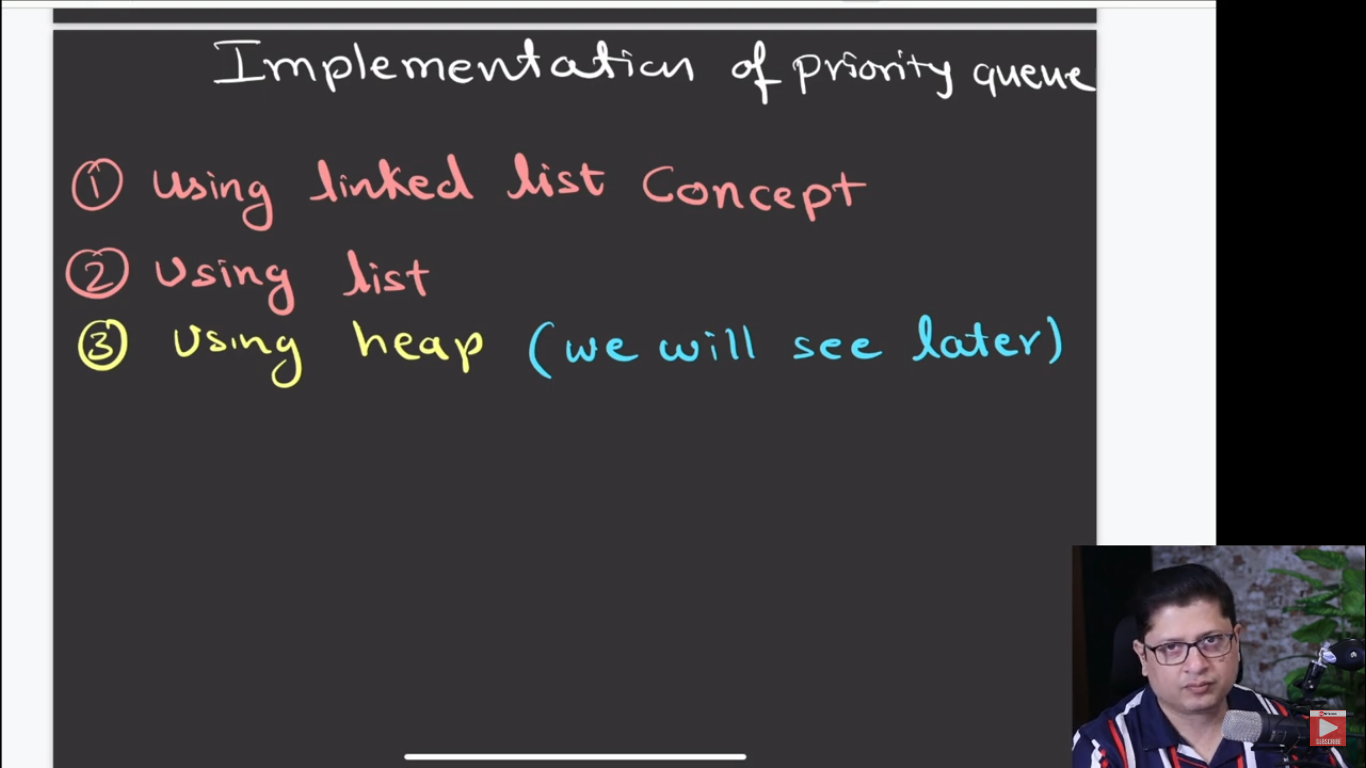 Implementation of priority queue
① using linked list Concept
② Using list
③ Using heap (we will see later)
SUBSCRIBE